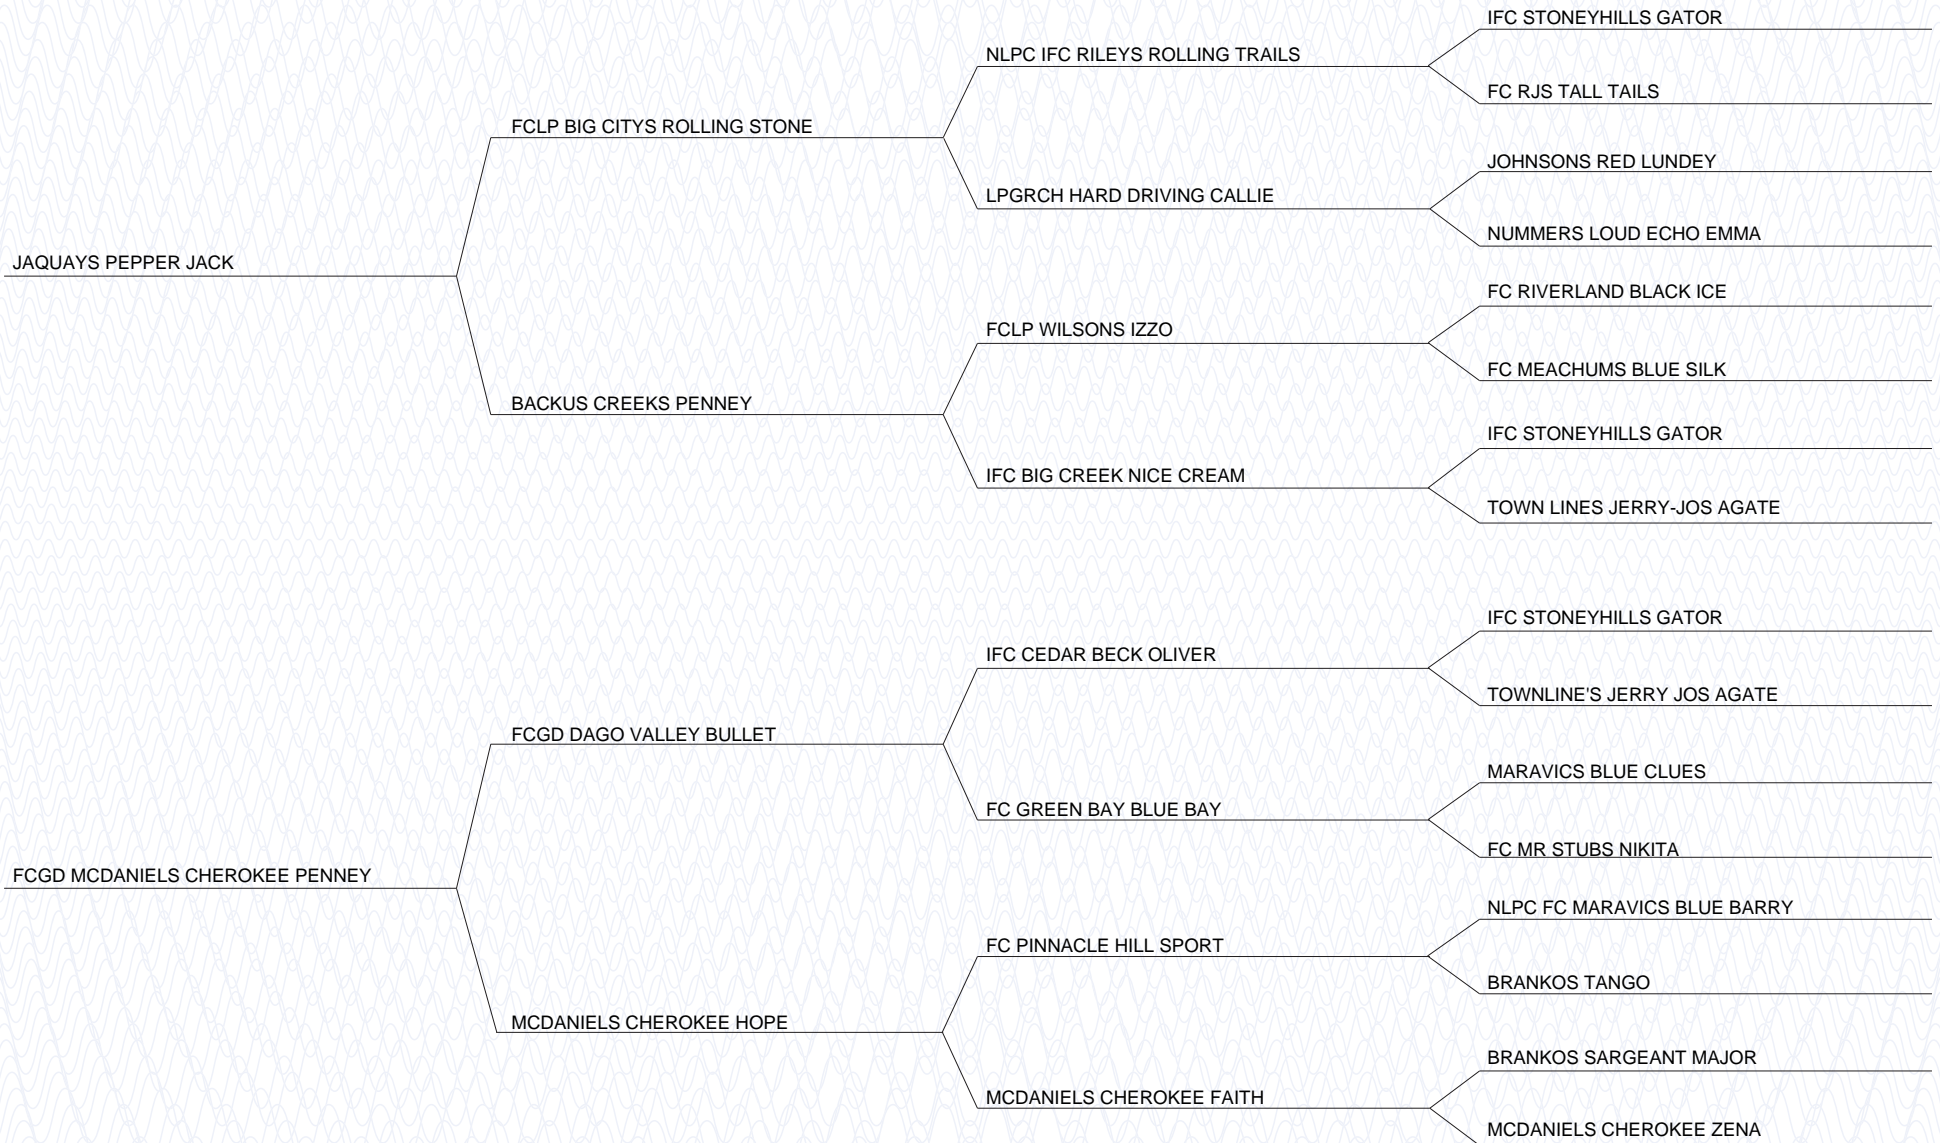 IFC STONEYHILLS GATOR
NLPC IFC RILEYS ROLLING TRAILS
FC RJS TALL TAILS
FCLP BIG CITYS ROLLING STONE
JOHNSONS RED LUNDEY
LPGRCH HARD DRIVING CALLIE
NUMMERS LOUD ECHO EMMA
JAQUAYS PEPPER JACK
FC RIVERLAND BLACK ICE
FCLP WILSONS IZZO
FC MEACHUMS BLUE SILK
BACKUS CREEKS PENNEY
IFC STONEYHILLS GATOR
IFC BIG CREEK NICE CREAM
TOWN LINES JERRY-JOS AGATE
IFC STONEYHILLS GATOR
IFC CEDAR BECK OLIVER
TOWNLINE'S JERRY JOS AGATE
FCGD DAGO VALLEY BULLET
MARAVICS BLUE CLUES
FC GREEN BAY BLUE BAY
FC MR STUBS NIKITA
FCGD MCDANIELS CHEROKEE PENNEY
NLPC FC MARAVICS BLUE BARRY
FC PINNACLE HILL SPORT
BRANKOS TANGO
MCDANIELS CHEROKEE HOPE
BRANKOS SARGEANT MAJOR
MCDANIELS CHEROKEE FAITH
MCDANIELS CHEROKEE ZENA